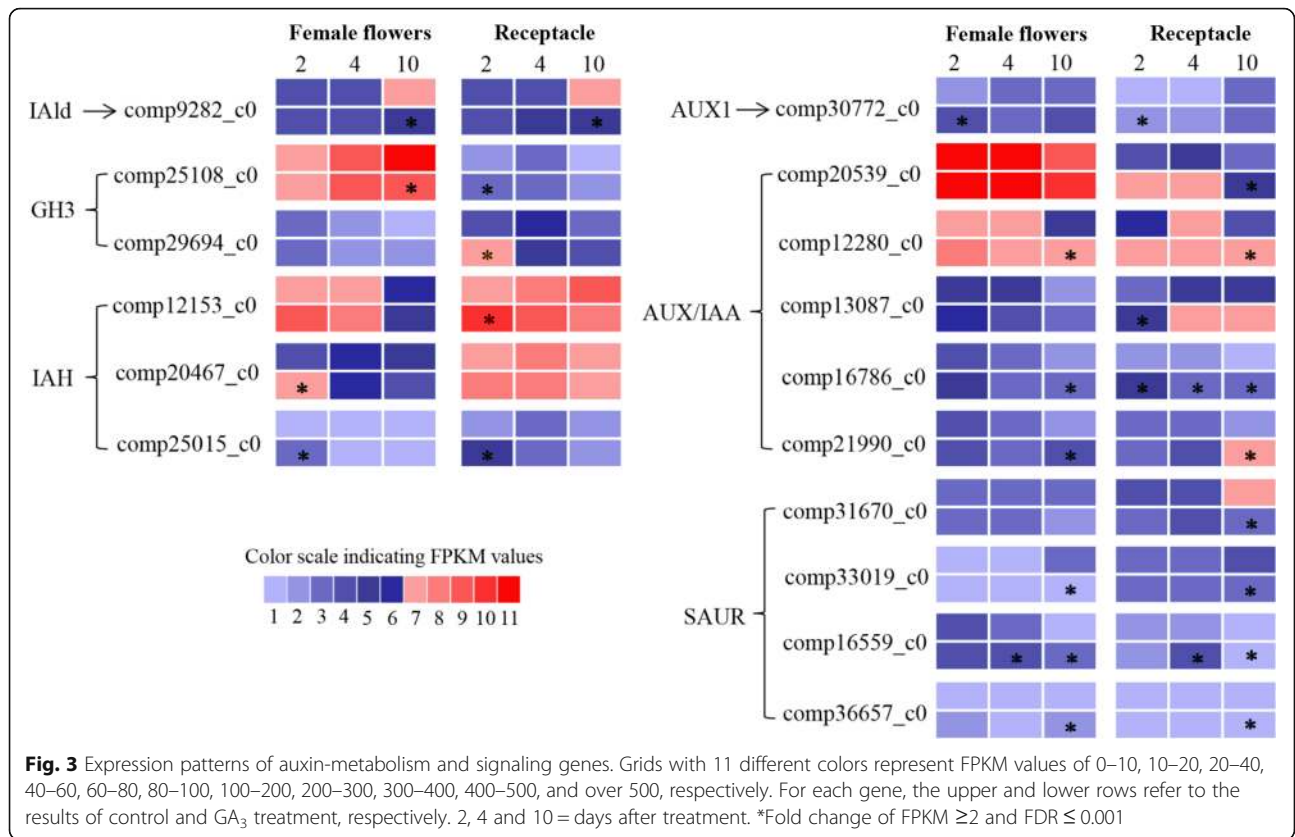 Female flowers Receptacle
2 4 10 2 4 10
IAld → comp9282_c0
* *
GH3
comp25108_c0
* *
comp29694_c0
*
IAH
comp12153_c0
*
comp20467_c0
*
comp25015_c0
* *
Color scale indicating FPKM values
1 2 3 4 5 6 7 8 9 10 11
Female flowers Receptacle
2 4 10 2 4 10
AUX1 → comp30772_c0
* *
AUX/IAA
comp20539_c0
*
comp12280_c0
* *
comp13087_c0
*
comp16786_c0
* * * *
comp21990_c0
* *
SAUR
comp31670_c0
*
comp33019_c0
* *
comp16559_c0
* * * *
comp36657_c0
* *
Fig. 3 Expression patterns of auxin-metabolism and signaling genes. Grids with 11 different colors represent FPKM values of 0–10, 10–20, 20–40,
40–60, 60–80, 80–100, 100–200, 200–300, 300–400, 400–500, and over 500, respectively. For each gene, the upper and lower rows refer to the
results of control and GA₃ treatment, respectively. 2, 4 and 10 = days after treatment. *Fold change of FPKM ≥2 and FDR ≤ 0.001